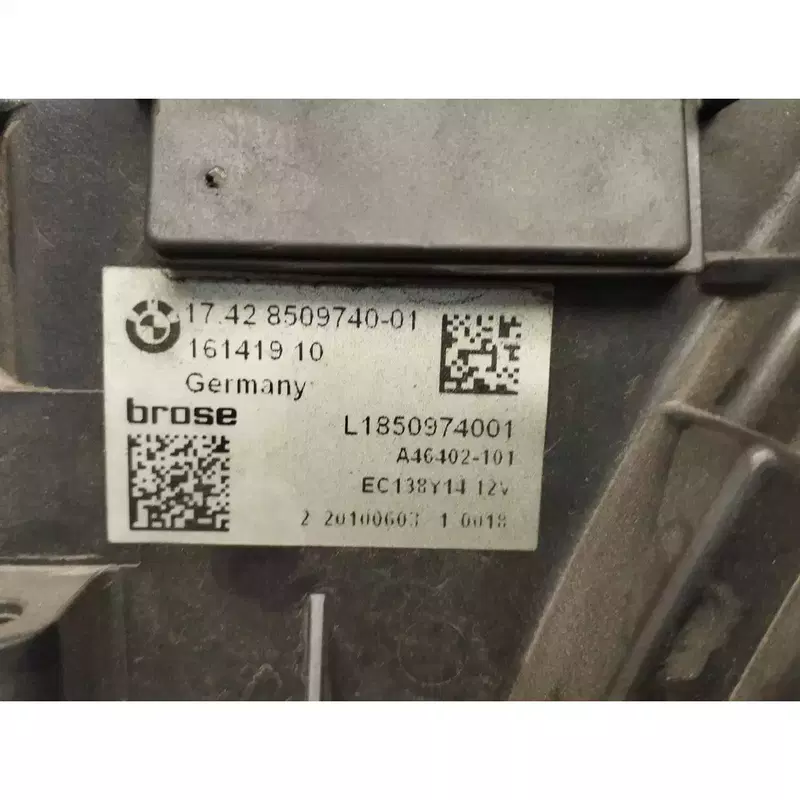 17.42 8509740-01
161419 10
Germany
brose
L1850974001
A46402-101
EC138Y14 12V
2 20100603 1 0018